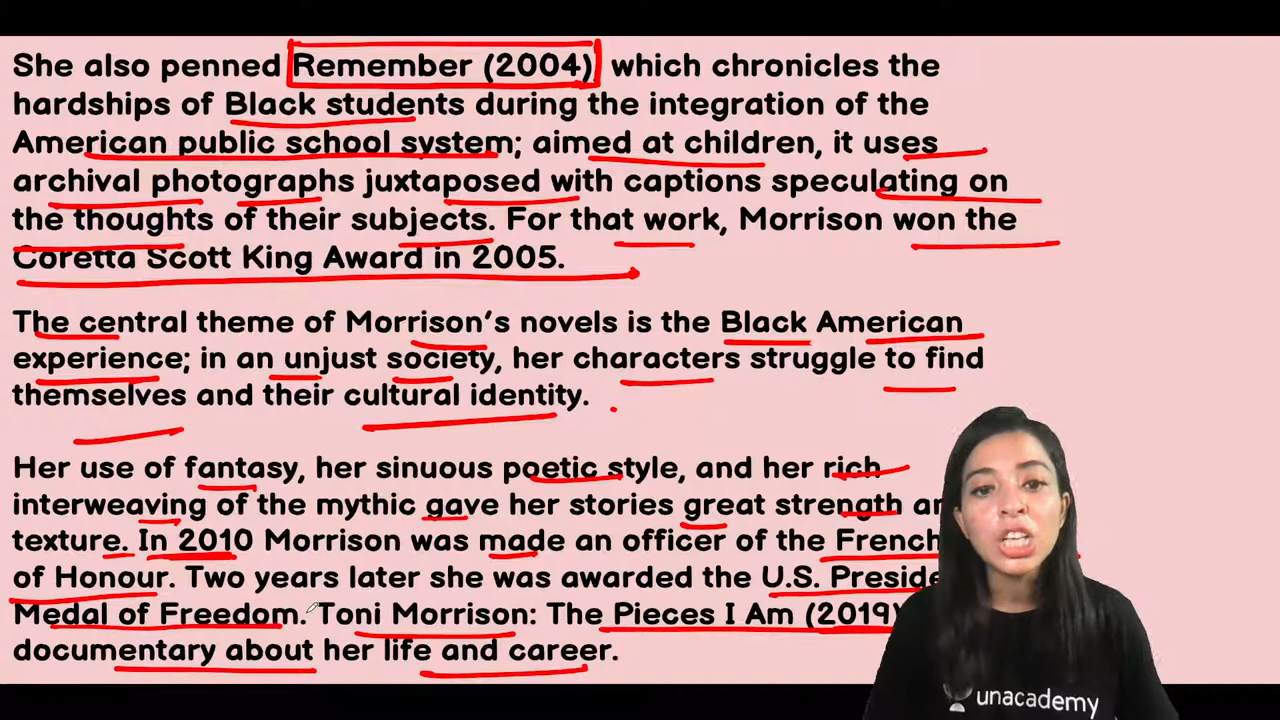 She also penned Remember (2004) which chronicles the
hardships of Black students during the integration of the
American public school system; aimed at children, it uses
archival photographs juxtaposed with captions speculating on
the thoughts of their subjects. For that work, Morrison won the
Coretta Scott King Award in 2005.
The central theme of Morrison's novels is the Black American
experience; in an unjust society, her characters struggle to find
themselves and their cultural identity.
Her use of fantasy, her sinuous poetic style, and her rich
interweaving of the mythic gave her stories great strength
texture. In 2010 Morrison was made an officer of the French
of Honour. Two years later she was awarded the U.S.
Medal of Freedom. Toni Morrison: The Pieces I Am (2019)
documentary about her life and career.
unacademy